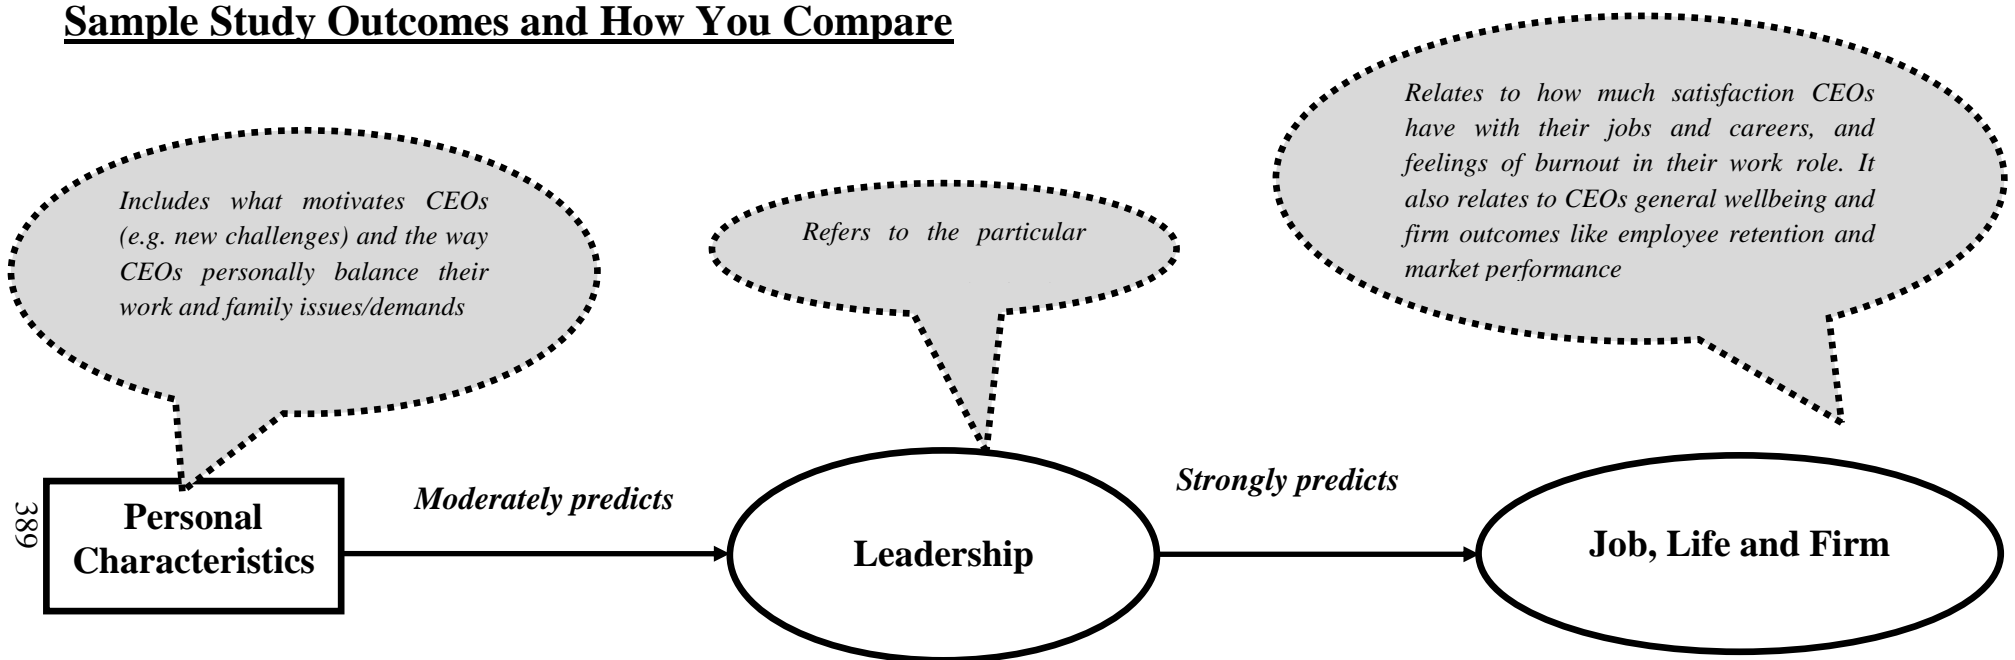 Sample Study Outcomes and How You Compare
Includes what motivates CEOs
(e.g. new challenges) and the way
CEOs personally balance their
work and family issues/demands
Refers to the particular
Relates to how much satisfaction CEOs
have with their jobs and careers, and
feelings of burnout in their work role. It
also relates to CEOs general wellbeing and
firm outcomes like employee retention and
market performance
Personal
Characteristics
Moderately predicts
Leadership
Strongly predicts
Job, Life and Firm
389